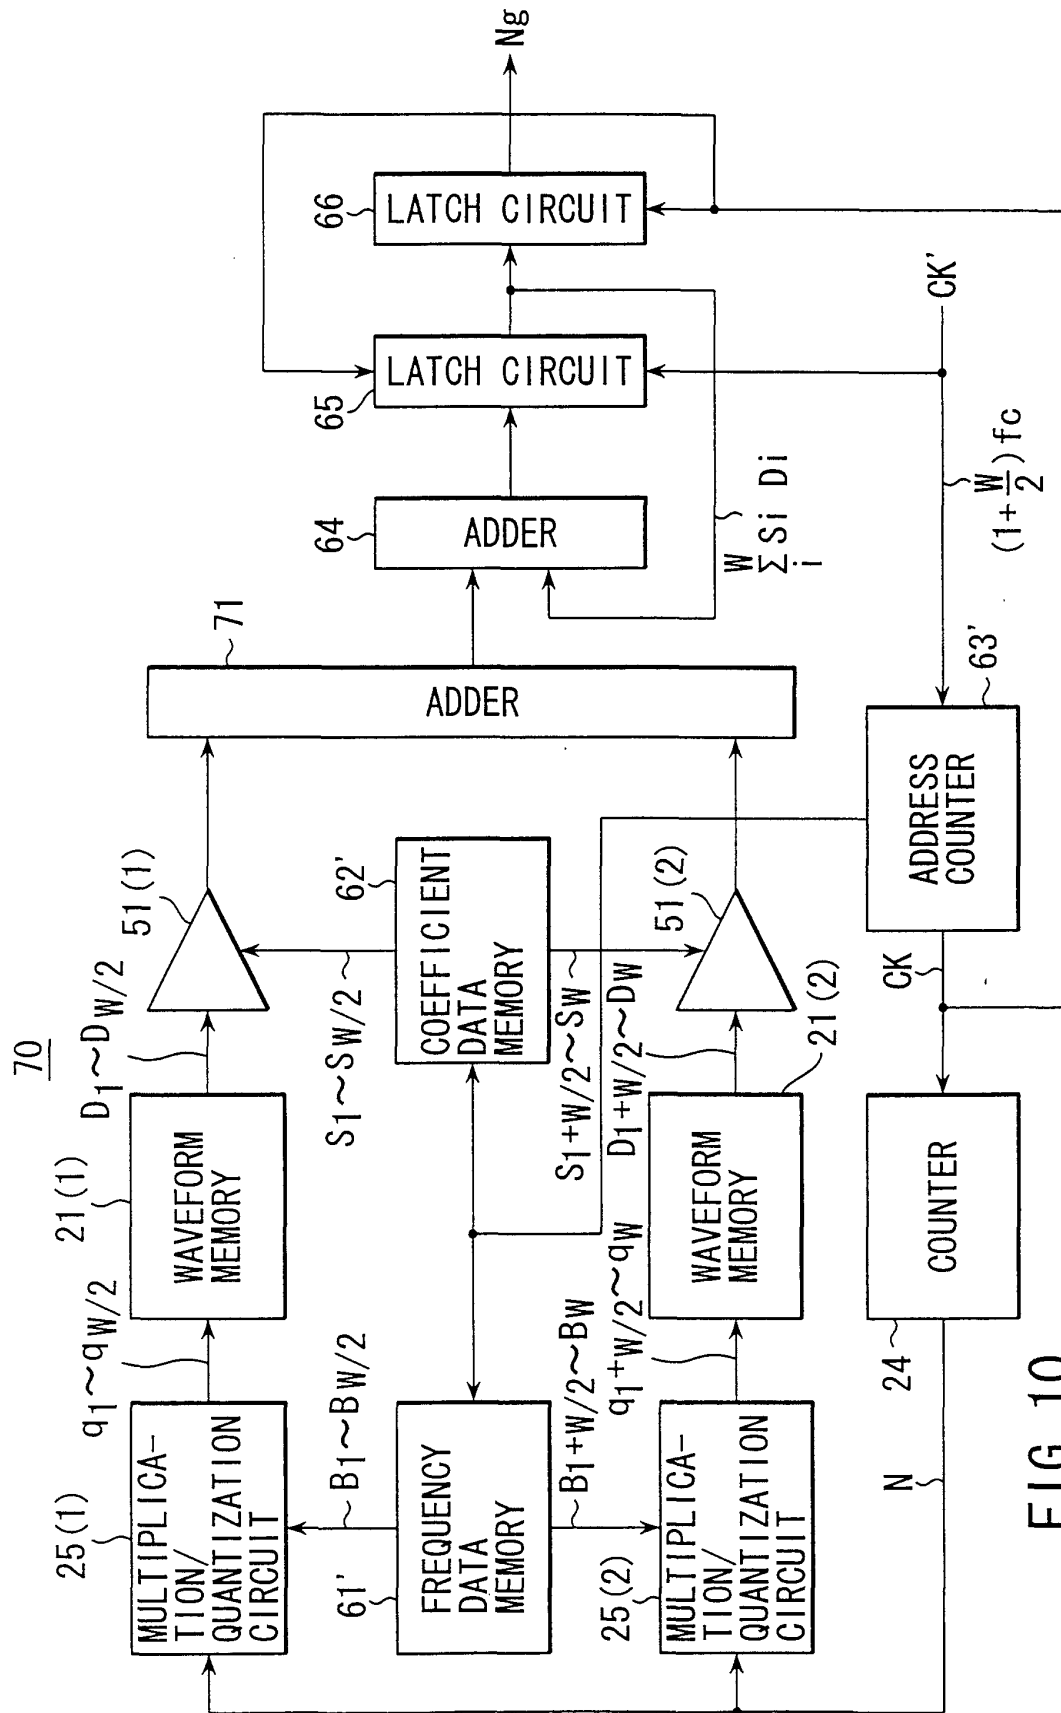 70
25(1)
MULTIPLICA-
TION/
QUANTIZATION
CIRCUIT
q1~qW/2
21(1)
WAVEFORM
MEMORY
D1~DW/2
51(1)
B1~BW/2
S1~SW/2
61'
FREQUENCY
DATA
MEMORY
62'
COEFFICIENT
DATA
MEMORY
B1+W/2~BW
S1+W/2~SW
25(2)
MULTIPLICA-
TION/
QUANTIZATION
CIRCUIT
q1+W/2~qW
WAVEFORM
MEMORY
21(2)
D1+W/2~DW
51(2)
71
ADDER
64
ADDER
65
LATCH CIRCUIT
66
LATCH CIRCUIT
Ng
W
Σ Si Di
i
N
24
COUNTER
CK
ADDRESS
COUNTER
63'
(1+W/2)fc
CK'
FIG.10